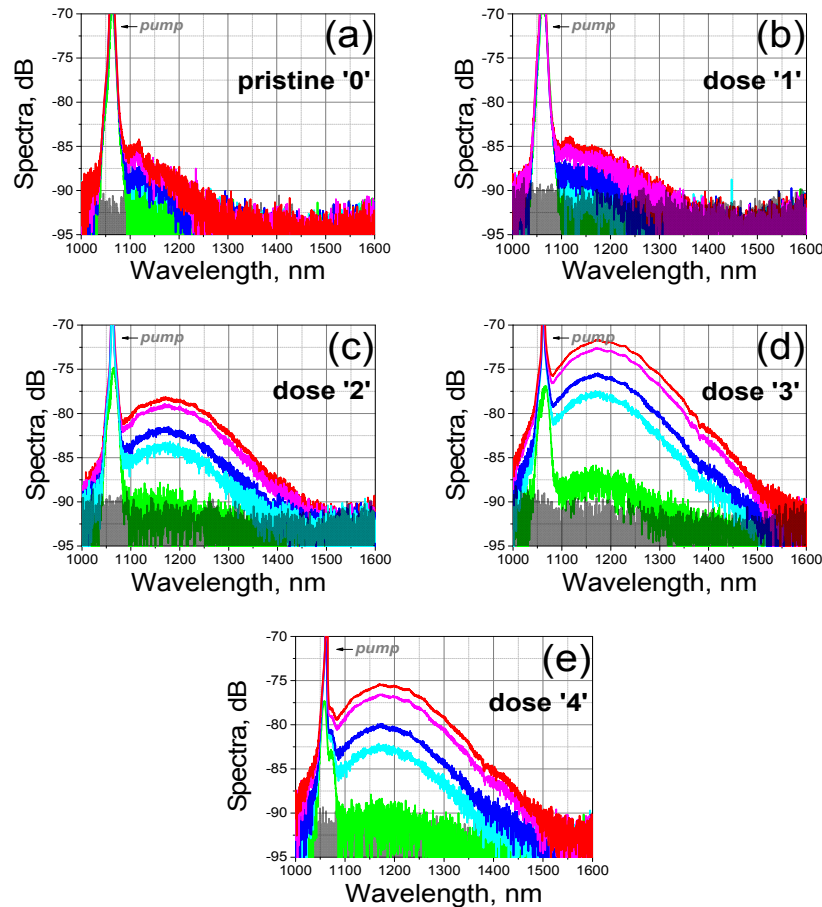 (a)
pump
pristine '0'
Spectra, dB
-70
-75
-80
-85
-90
-95
1000 1100 1200 1300 1400 1500 1600
Wavelength, nm
(b)
pump
dose '1'
Spectra, dB
-70
-75
-80
-85
-90
-95
1000 1100 1200 1300 1400 1500 1600
Wavelength, nm
(c)
pump
dose '2'
Spectra, dB
-70
-75
-80
-85
-90
-95
1000 1100 1200 1300 1400 1500 1600
Wavelength, nm
(d)
pump
dose '3'
Spectra, dB
-70
-75
-80
-85
-90
-95
1000 1100 1200 1300 1400 1500 1600
Wavelength, nm
(e)
pump
dose '4'
Spectra, dB
-70
-75
-80
-85
-90
-95
1000 1100 1200 1300 1400 1500 1600
Wavelength, nm